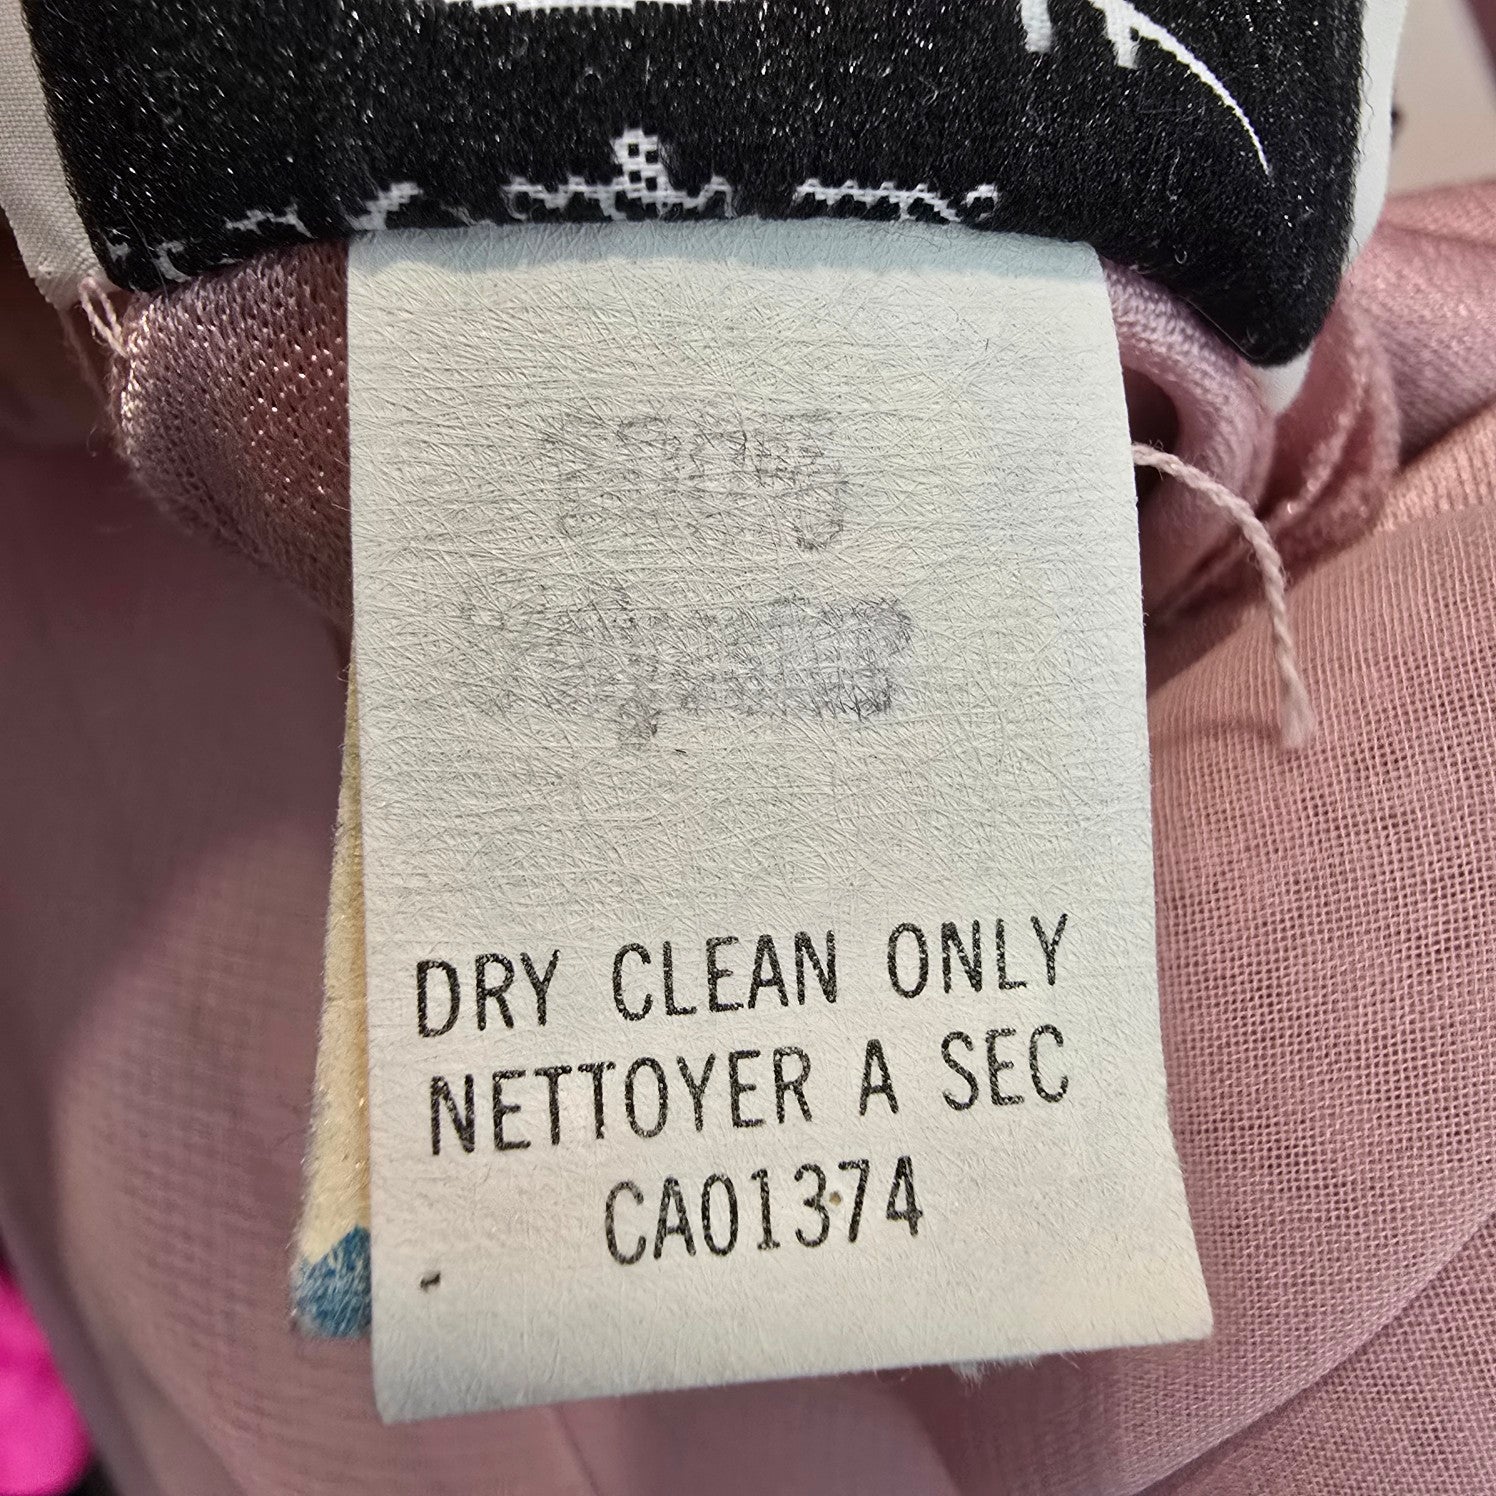 DRY CLEAN ONLY
NETTOYER A SEC
CA01374